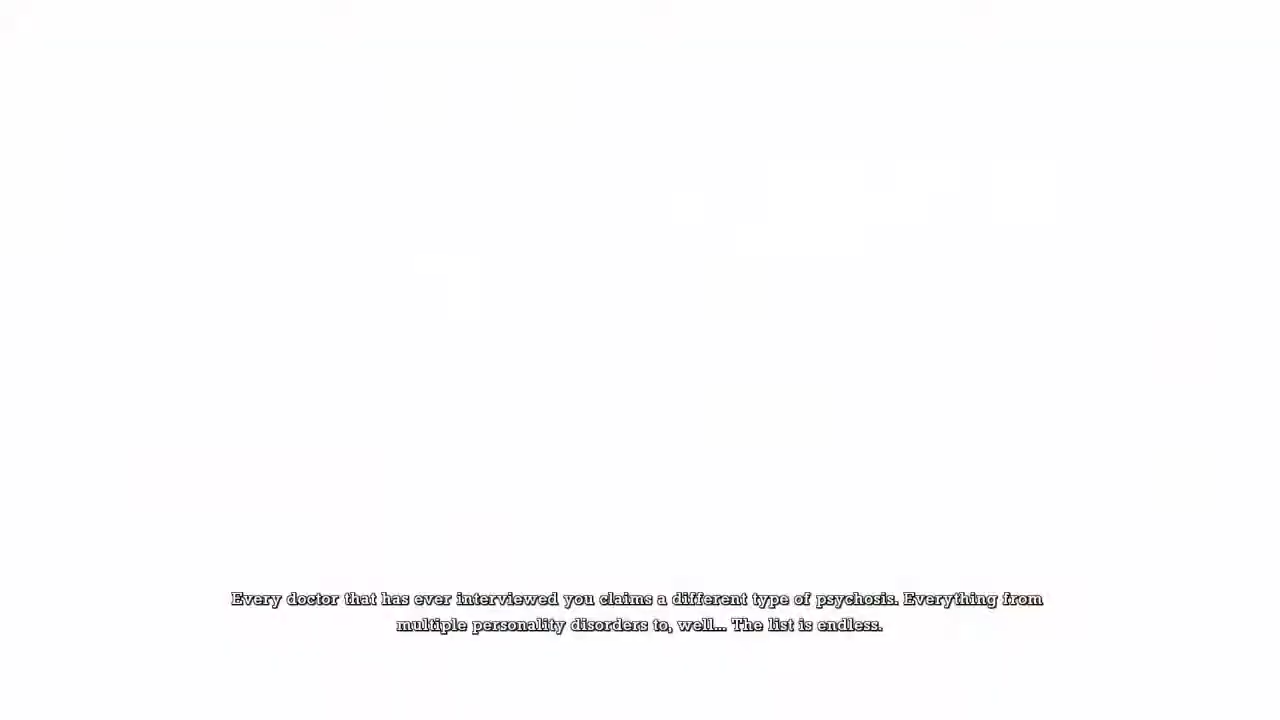 Every doctor that has ever interviewed you claims a different type of psychosis. Everything from
multiple personality disorders to, well... The list is endless.